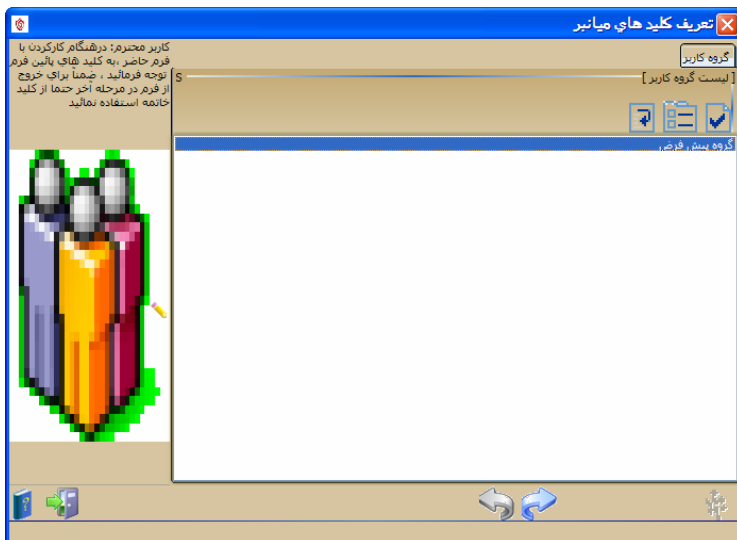 تعريف كليد هاي ميانبر
گروه کاربر
[ ليست گروه کاربر ]
S
گروه پيش فرض
کاربر محترم؛ درهنگام کارکردن با
فرم حاضر ،به کليد هاي پائين فرم
توجه فرمائيد ، ضمناً براي خروج
از فرم در مرحله آخر حتما از کليد
خاتمه استفاده نمائيد